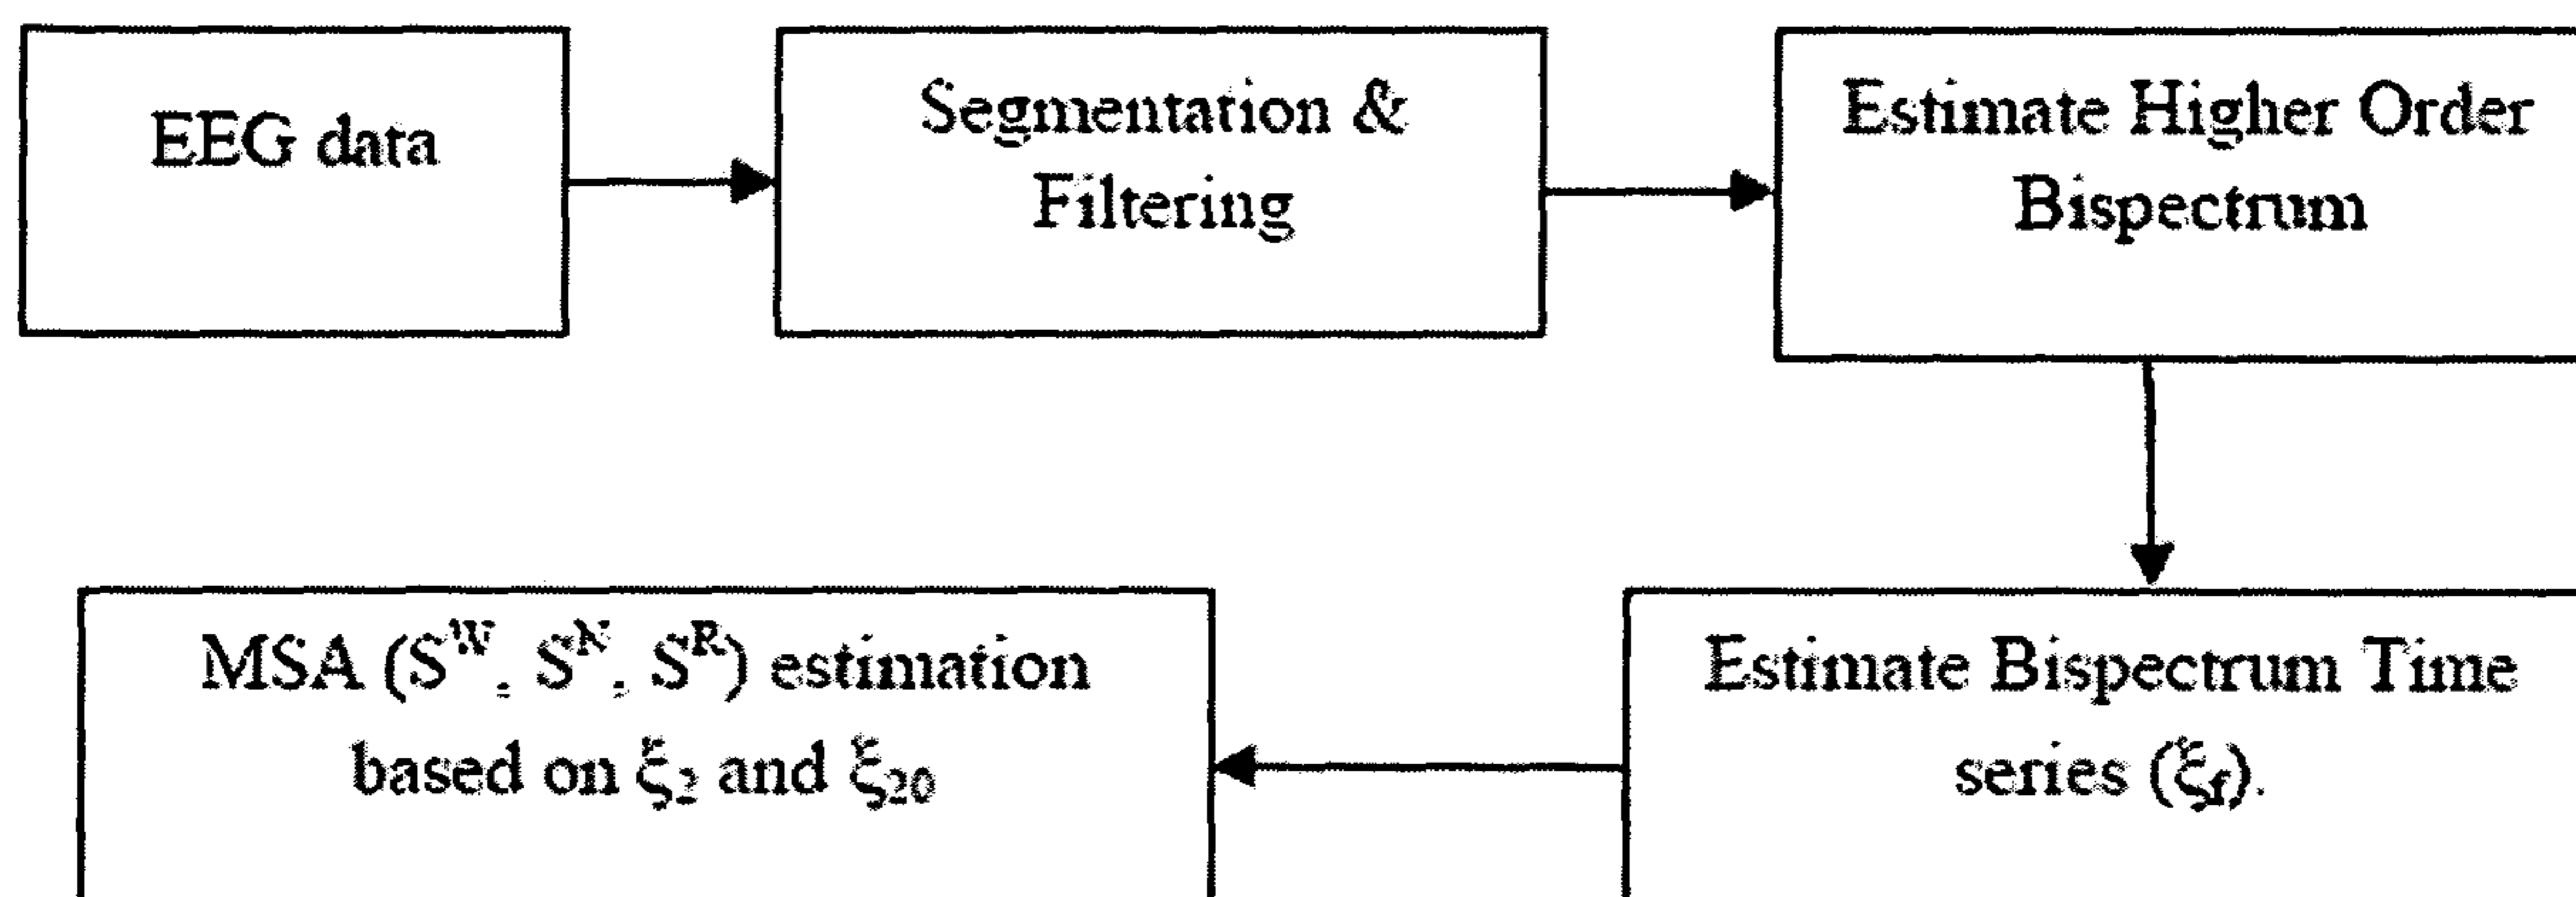 EEG data
Segmentation &
Filtering
Estimate Higher Order
Bispectrum
Estimate Bispectrum Time
series (ξf).
MSA (S^W, S^N, S^R) estimation
based on ξ₂ and ξ₂₀